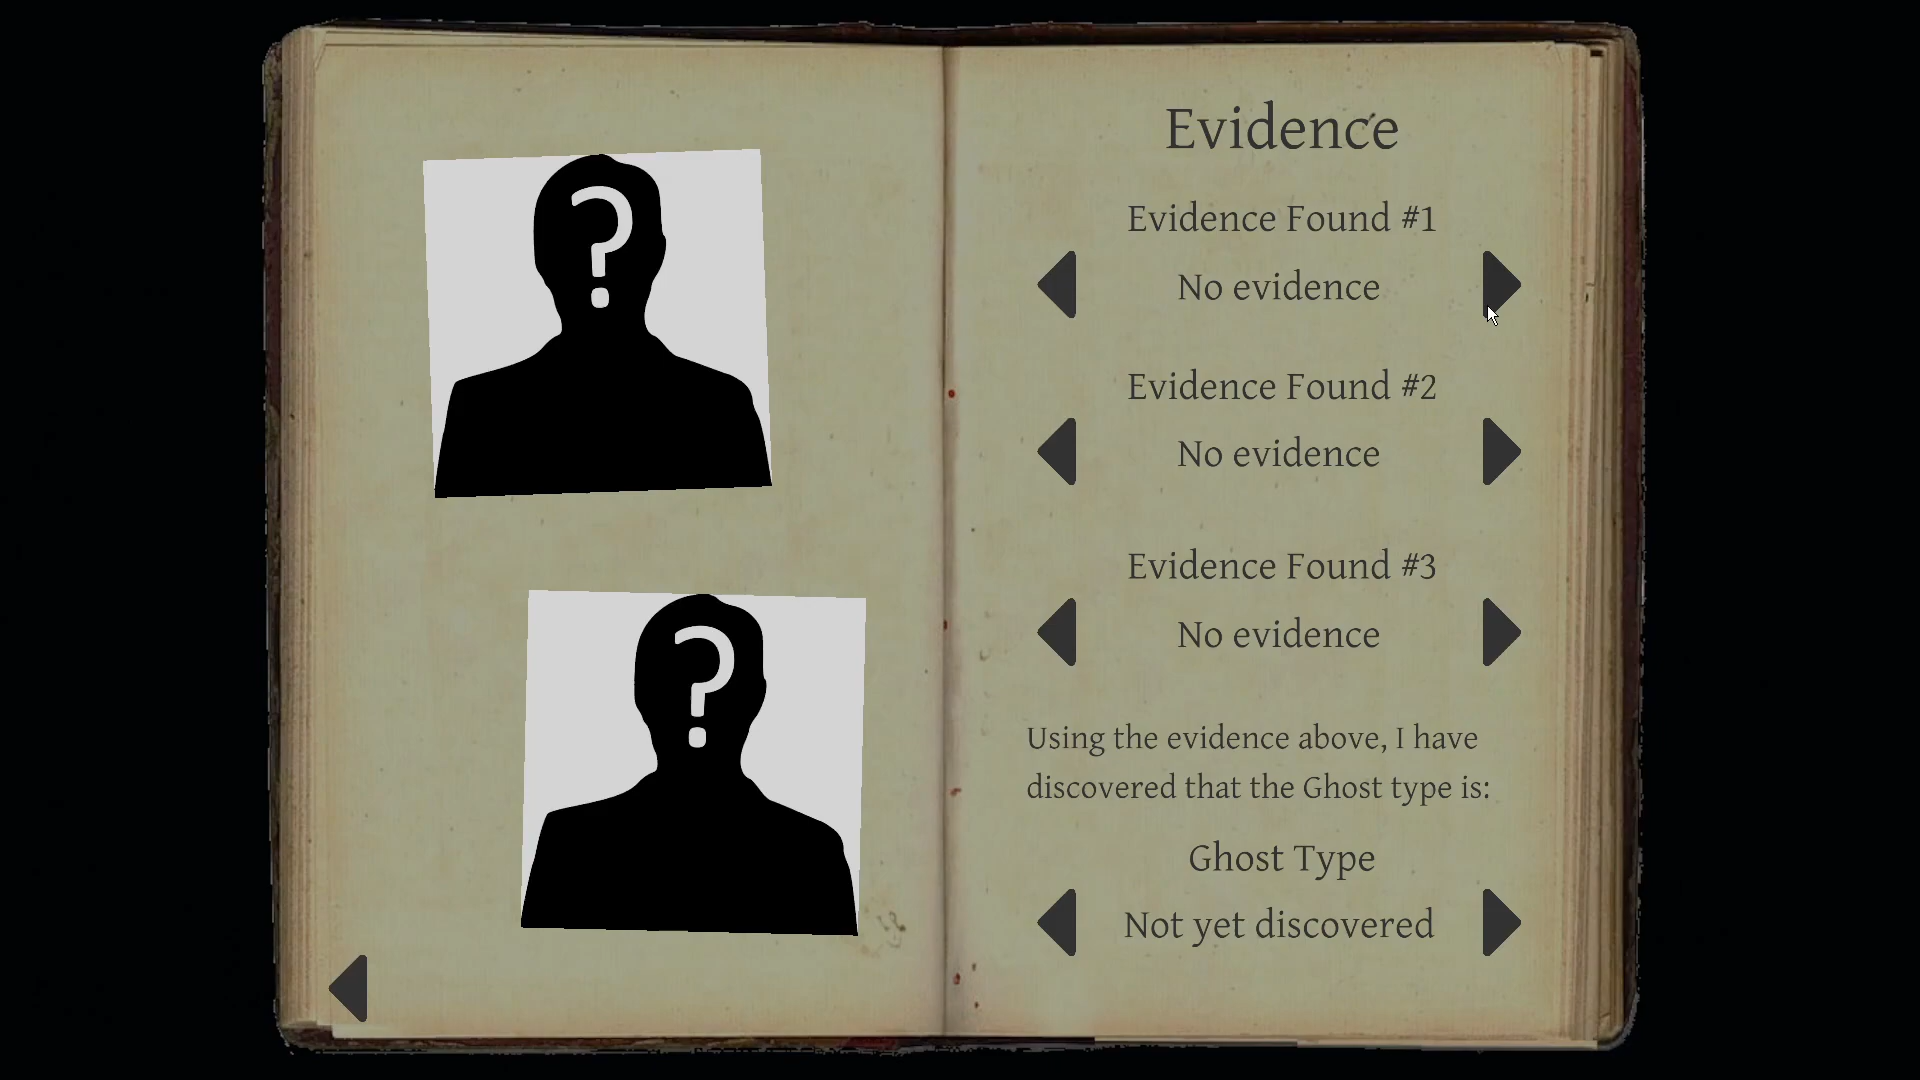 ?
?
Evidence
Evidence Found #1
No evidence
Evidence Found #2
No evidence
Evidence Found #3
No evidence
Using the evidence above, I have
discovered that the Ghost type is:
Ghost Type
Not yet discovered